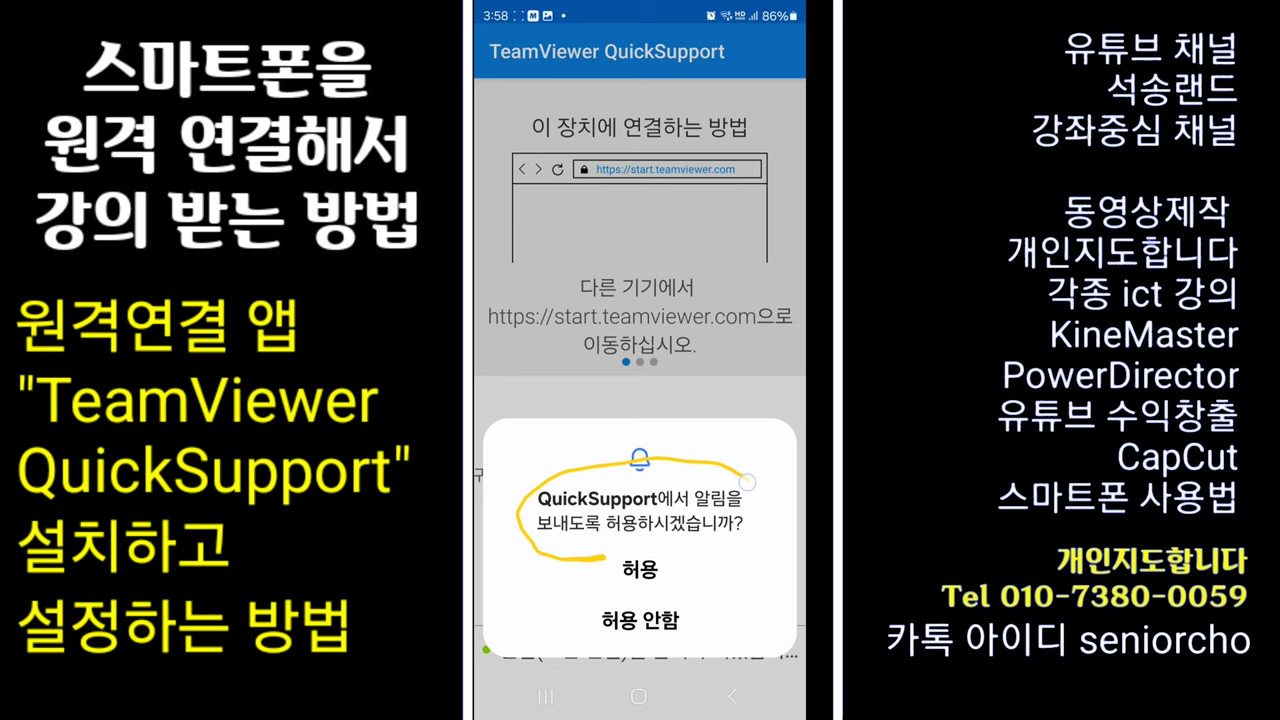 스마트폰을
원격 연결해서
강의 받는 방법
원격연결 앱
"TeamViewer
QuickSupport"
설치하고
설정하는 방법
3:58
86%
TeamViewer QuickSupport
이 장치에 연결하는 방법
https://start.teamviewer.com
다른 기기에서
https://start.teamviewer.com으로
이동하십시오.
QuickSupport에서 알림을
보내도록 허용하시겠습니까?
허용
허용 안함
유튜브 채널
석송랜드
강좌중심 채널
동영상제작
개인지도합니다
각종 ict 강의
KineMaster
PowerDirector
유튜브 수익창출
CapCut
스마트폰 사용법
개인지도합니다
Tel 010-7380-0059
카톡 아이디 seniorcho